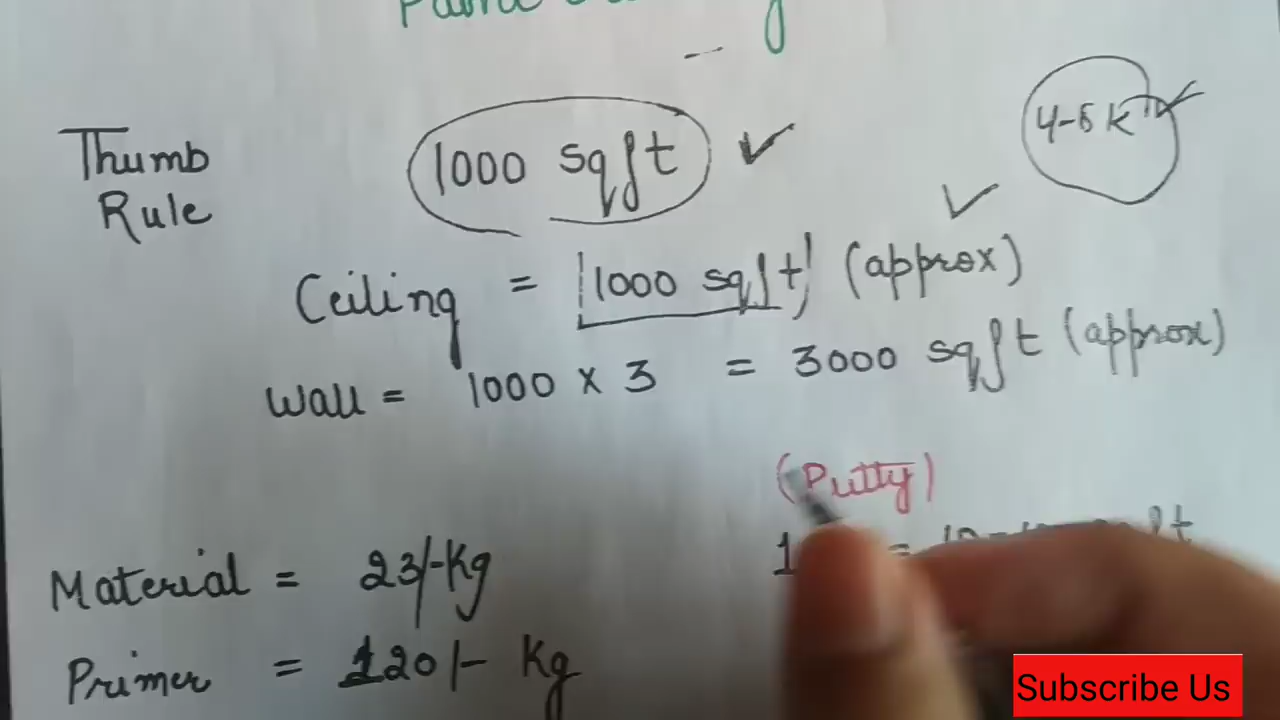 4-5 K
Thumb
Rule
1000 sqft
Ceiling = 1000 sqft (approx)
Wall = 1000 x 3 = 3000 sqft (approx)
(Putty)
Material = 23/- Kg
Primer = 120/- Kg
Subscribe Us